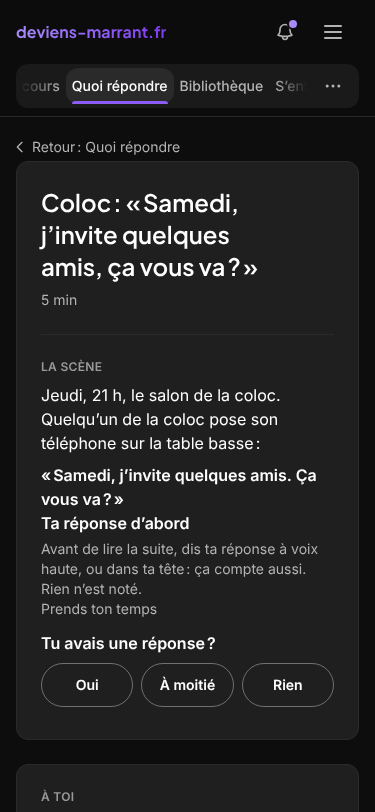 deviens-marrant.fr
cours Quoi répondre Bibliothèque S'en
Retour : Quoi répondre
Coloc : « Samedi,
j'invite quelques
amis, ça vous va ? »
5 min
LA SCÈNE
Jeudi, 21 h, le salon de la coloc.
Quelqu'un de la coloc pose son
téléphone sur la table basse :
« Samedi, j'invite quelques amis. Ça
vous va ? »
Ta réponse d'abord
Avant de lire la suite, dis ta réponse à voix
haute, ou dans ta tête : ça compte aussi.
Rien n'est noté.
Prends ton temps
Tu avais une réponse ?
Oui À moitié Rien
À TOI